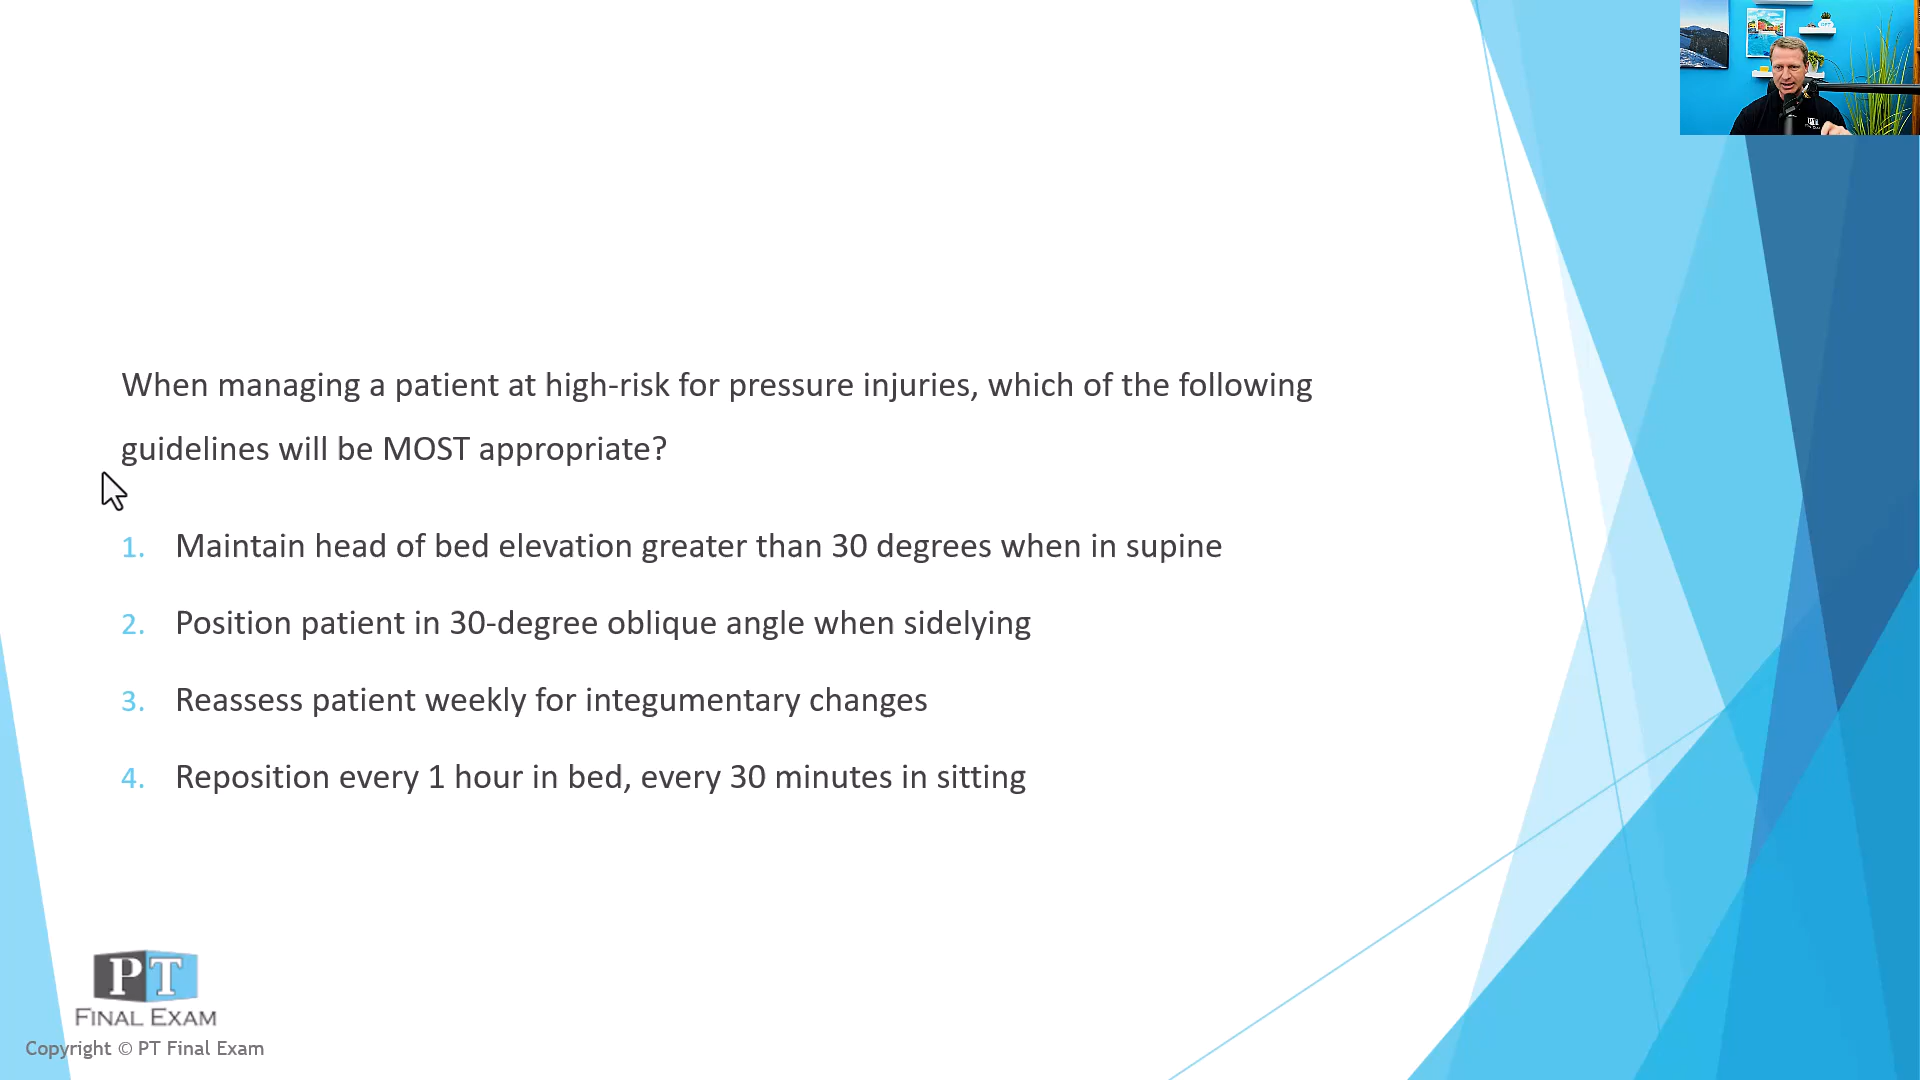 When managing a patient at high-risk for pressure injuries, which of the following
guidelines will be MOST appropriate?
1. Maintain head of bed elevation greater than 30 degrees when in supine
2. Position patient in 30-degree oblique angle when sidelying
3. Reassess patient weekly for integumentary changes
4. Reposition every 1 hour in bed, every 30 minutes in sitting
PT
FINAL EXAM
Copyright © PT Final Exam